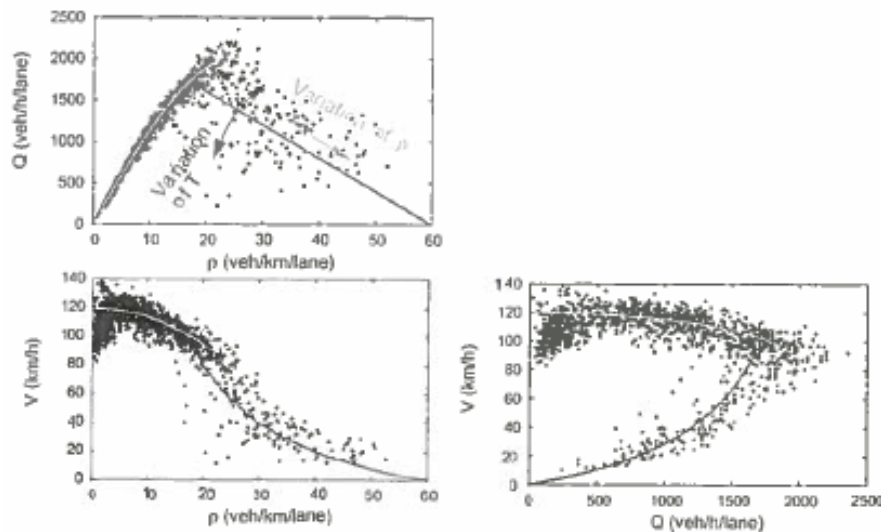 2500
2000
1500
1000
500
0
Q (veh/h/lane)
Variation of ρ
Variation
of T
0 10 20 30 40 50 60
ρ (veh/km/lane)
140
120
100
80
60
40
20
0
V (km/h)
0 10 20 30 40 50 60
ρ (veh/km/lane)
140
120
100
80
60
40
20
0
V (km/h)
0 500 1000 1500 2000 2500
Q (veh/h/lane)